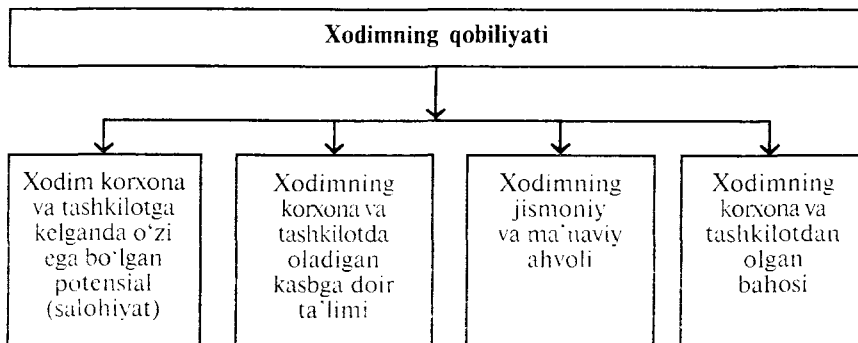 Xodimning qobiliyati
Xodim korxona
va tashkilotga
kelganda o‘zi
ega bo‘lgan
potensial
(salohiyat)
Xodimning
korxona va
tashkilotda
oladigan
kasbga doir
ta’limi
Xodimning
jismoniy
va ma’naviy
ahvoli
Xodimning
korxona va
tashkilotdan
olgan
bahosi